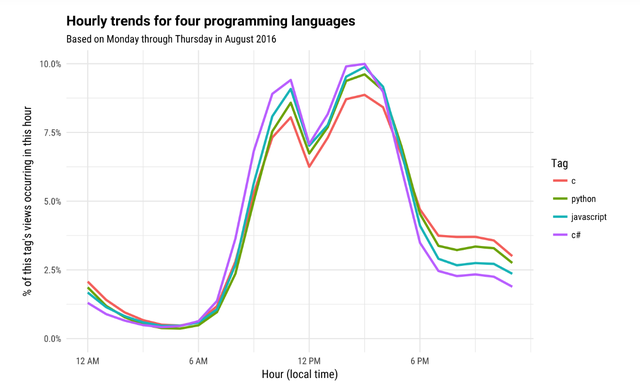 Hourly trends for four programming languages
Based on Monday through Thursday in August 2016
% of this tag's views occurring in this hour
10.0%
7.5%
5.0%
2.5%
0.0%
12 AM
6 AM
12 PM
6 PM
Hour (local time)
Tag
c
python
javascript
c#